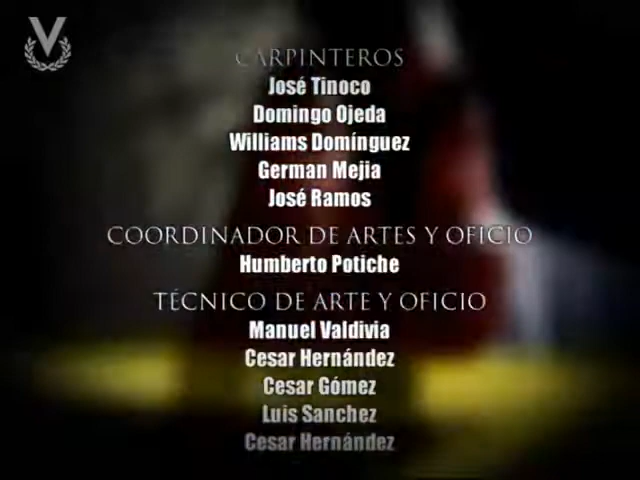 V
CARPINTEROS
José Tinoco
Domingo Ojeda
Williams Domínguez
German Mejia
José Ramos
COORDINADOR DE ARTES Y OFICIO
Humberto Potiche
TÉCNICO DE ARTE Y OFICIO
Manuel Valdivia
Cesar Hernández
Cesar Gómez
Luis Sanchez
Cesar Hernández